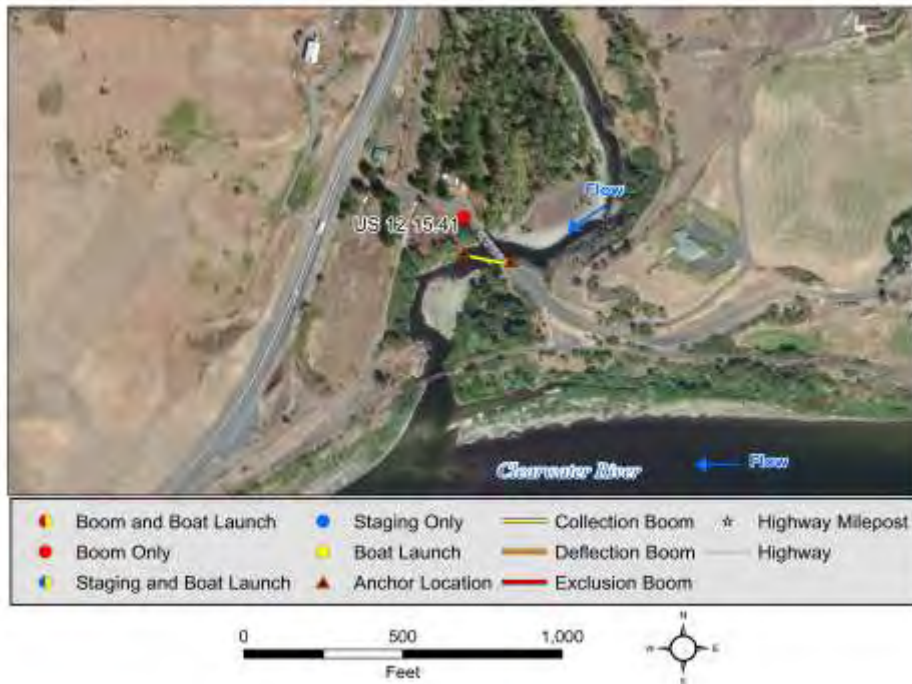 Flow
US 12 15.41
Clearwater River
Flow
Boom and Boat Launch
Staging Only
Collection Boom
Highway Milepost
Boom Only
Boat Launch
Deflection Boom
Highway
Staging and Boat Launch
Anchor Location
Exclusion Boom
0 500 1,000
Feet
N
W E
S